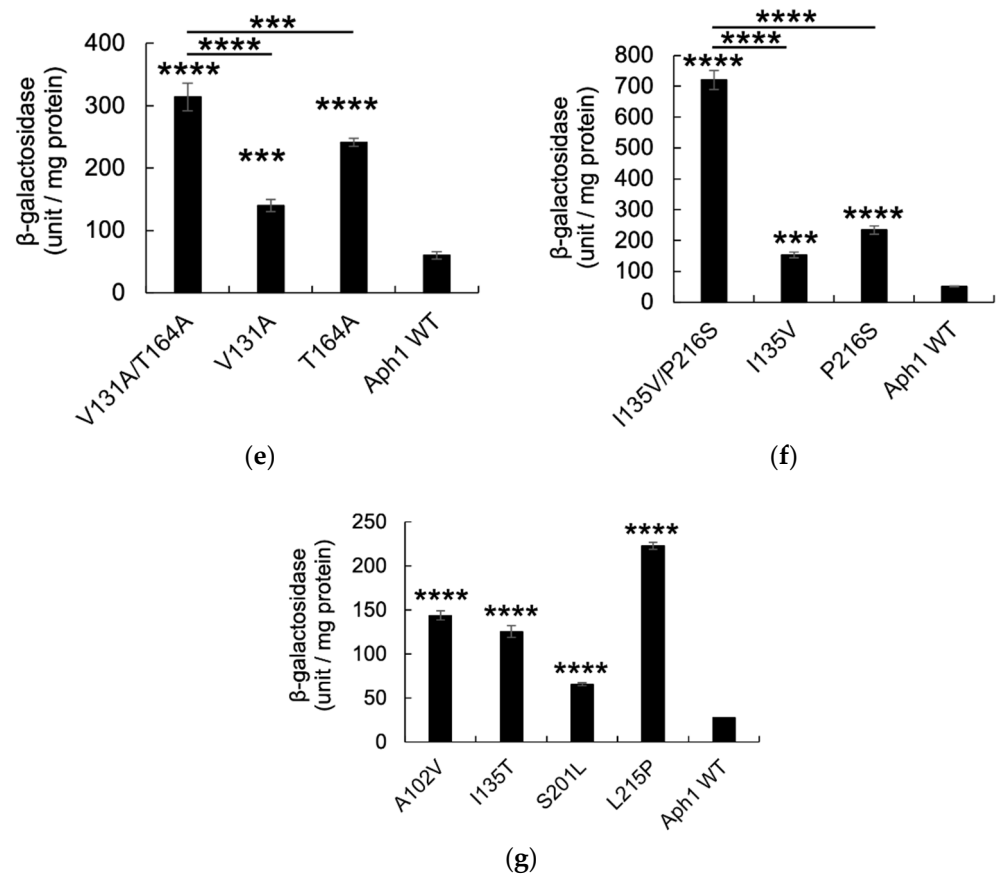 ***
****
****
****
***
400
300
200
100
0
β-galactosidase
(unit / mg protein)
V131A/T164A
V131A
T164A
Aph1 WT
(e)
****
****
****
****
***
800
700
600
500
400
300
200
100
0
β-galactosidase
(unit / mg protein)
I135V/P216S
I135V
P216S
Aph1 WT
(f)
****
****
****
****
250
200
150
100
50
0
β-galactosidase
(unit / mg protein)
A102V
I135T
S201L
L215P
Aph1 WT
(g)